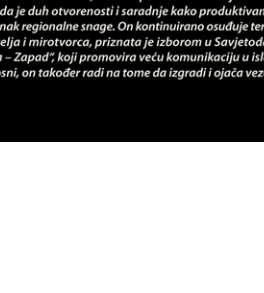 da je duh otvorenosti i saradnje kako produktivan
nak regionalne snage. On kontinuirano osuđuje ter
elja i mirotvorca, priznata je izborom u Savjetod
– Zapad“, koji promovira veću komunikaciju u isl
sni, on također radi na tome da izgradi i ojača vez